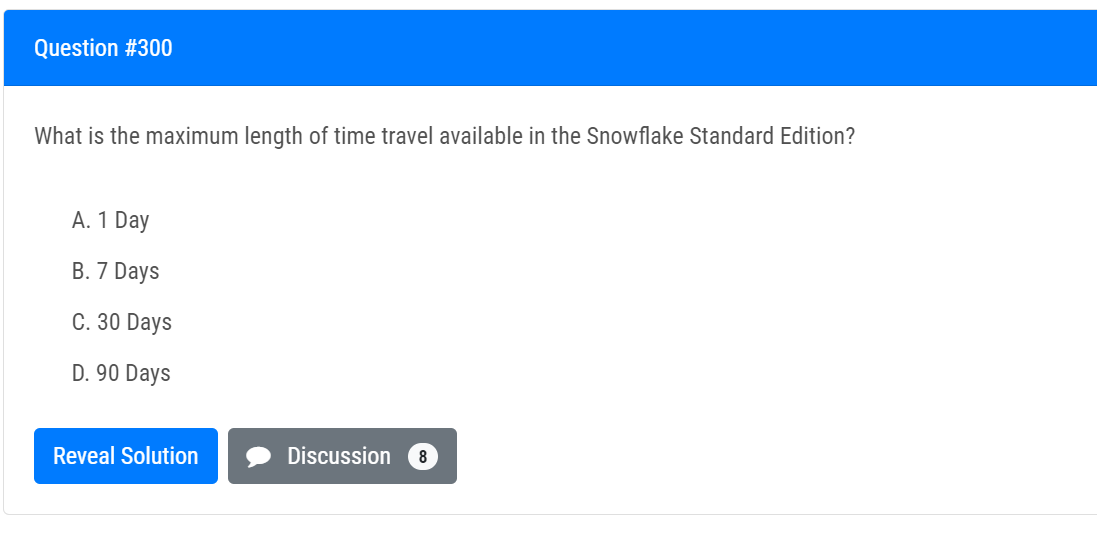 Question #300
What is the maximum length of time travel available in the Snowflake Standard Edition?
A. 1 Day
B. 7 Days
C. 30 Days
D. 90 Days
Reveal Solution
Discussion 8